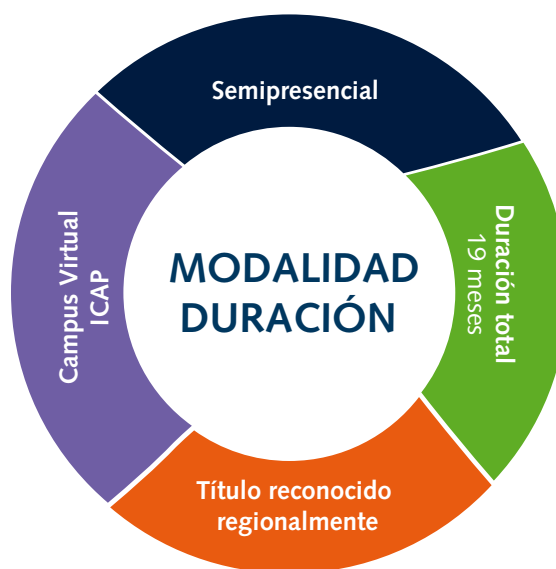 Semipresencial
Campus Virtual
ICAP
MODALIDAD
DURACIÓN
Duración total
19 meses
Título reconocido
regionalmente